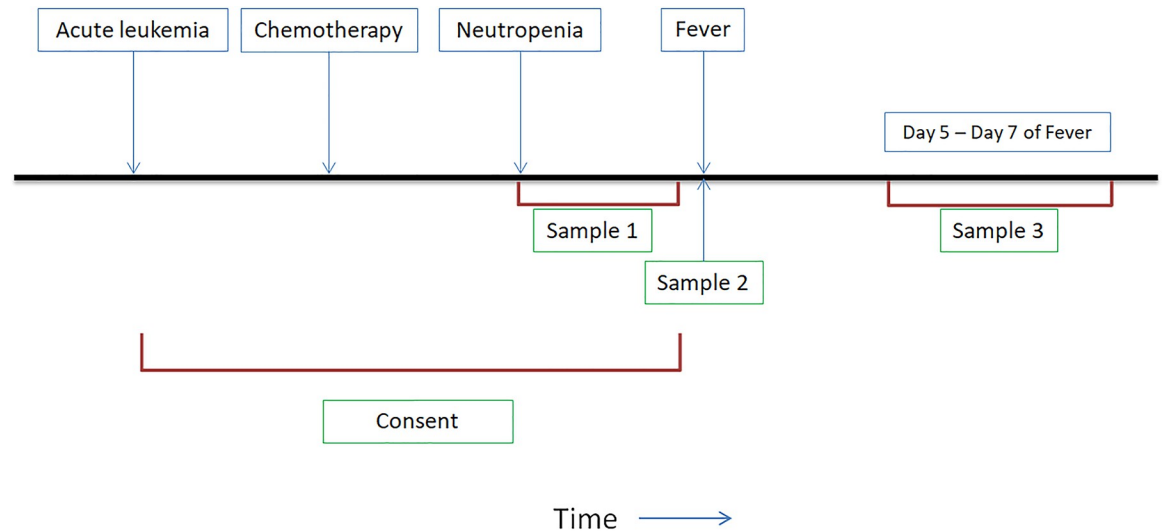 Acute leukemia
Chemotherapy
Neutropenia
Fever
Day 5 – Day 7 of Fever
Sample 1
Sample 3
Sample 2
Consent
Time